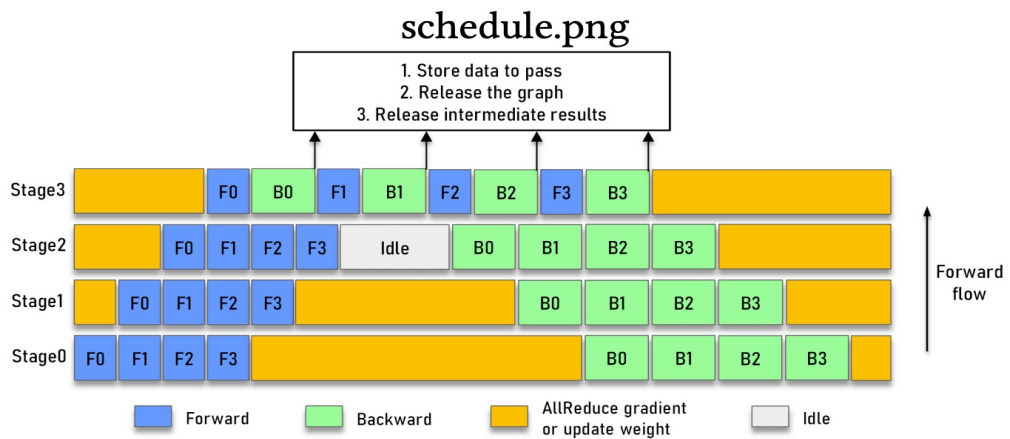 schedule.png
1. Store data to pass
2. Release the graph
3. Release intermediate results
Stage3 F0 B0 F1 B1 F2 B2 F3 B3
Stage2 F0 F1 F2 F3 Idle B0 B1 B2 B3
Stage1 F0 F1 F2 F3 B0 B1 B2 B3
Stage0 F0 F1 F2 F3 B0 B1 B2 B3
Forward
flow
Forward
Backward
AllReduce gradient
or update weight
Idle